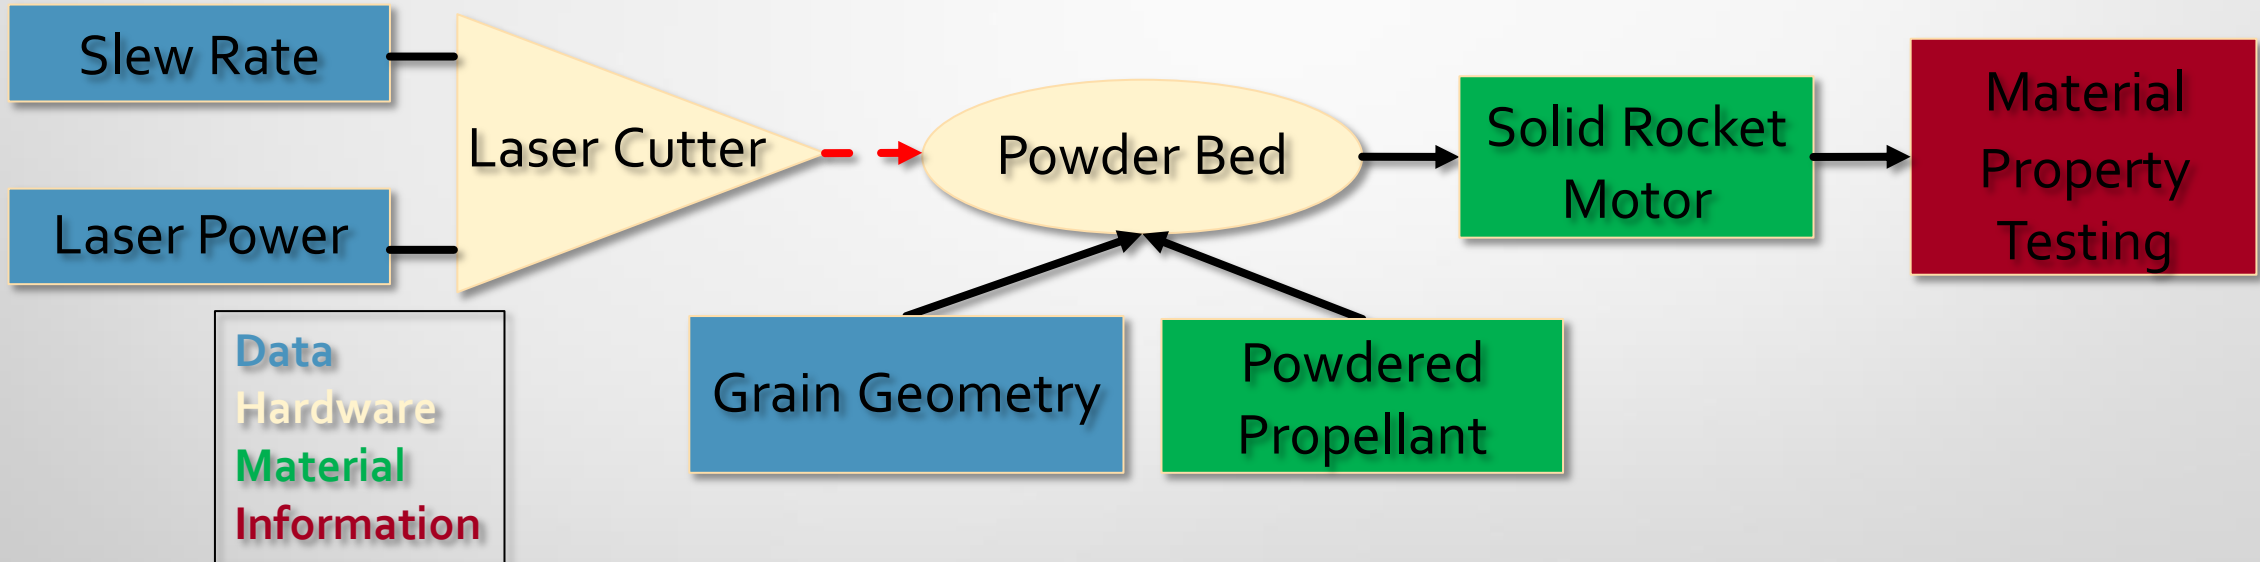 Slew Rate
Laser Power
Laser Cutter
Powder Bed
Solid Rocket
Motor
Material
Property
Testing
Grain Geometry
Powdered
Propellant
Data
Hardware
Material
Information